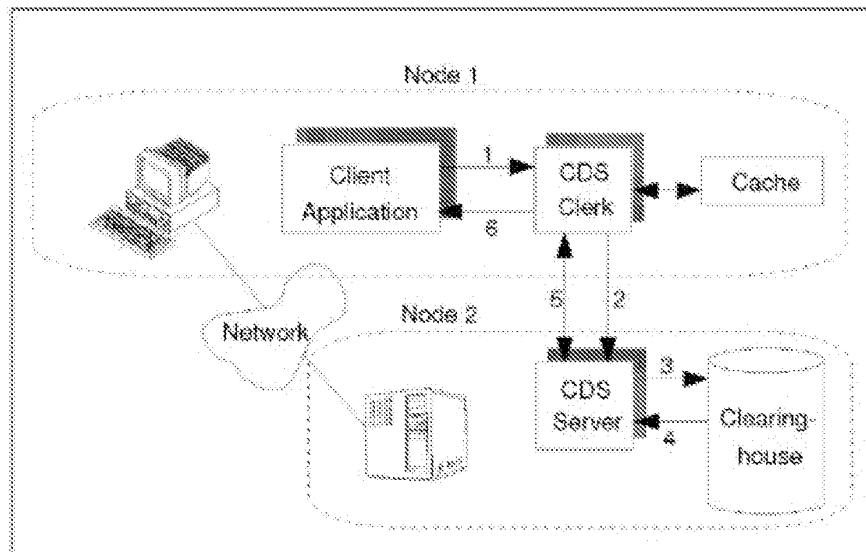 Node 1
Client
Application
1
6
CDS
Clerk
Cache
5
2
Network
Node 2
CDS
Server
3
4
Clearing-
house